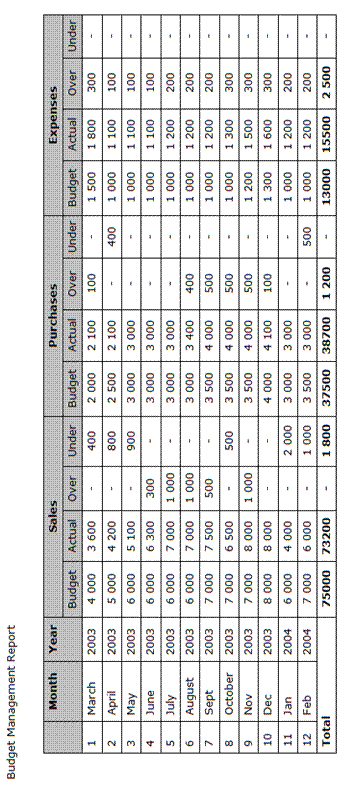 Budget Management Report
Month Year Sales Purchases Expenses
Budget Actual Over Under Budget Actual Over Under Budget Actual Over Under
1 March 2003 4 000 3 600 - 400 2 000 2 100 100 - 1 500 1 800 300 -
2 April 2003 5 000 4 200 - 800 2 500 2 100 - 400 1 000 1 100 100 -
3 May 2003 6 000 5 100 - 900 3 000 3 000 - - 1 000 1 100 100 -
4 June 2003 6 000 6 300 300 - 3 000 3 000 - - 1 000 1 100 100 -
5 July 2003 6 000 7 000 1 000 - 3 000 3 000 - - 1 000 1 200 200 -
6 August 2003 6 000 7 000 1 000 - 3 000 3 400 400 - 1 000 1 200 200 -
7 Sept 2003 7 000 7 500 500 - 3 500 4 000 500 - 1 000 1 200 200 -
8 October 2003 7 000 6 500 - 500 3 500 4 000 500 - 1 000 1 300 300 -
9 Nov 2003 7 000 8 000 1 000 - 3 500 4 000 500 - 1 200 1 500 300 -
10 Dec 2003 8 000 8 000 - - 4 000 4 100 100 - 1 300 1 600 300 -
11 Jan 2004 6 000 4 000 - 2 000 3 000 3 000 - - 1 000 1 200 200 -
12 Feb 2004 7 000 6 000 - 1 000 3 500 3 000 - 500 1 000 1 200 200 -
Total 75000 73200 - 1 800 37500 38700 1 200 - 13000 15500 2 500 -